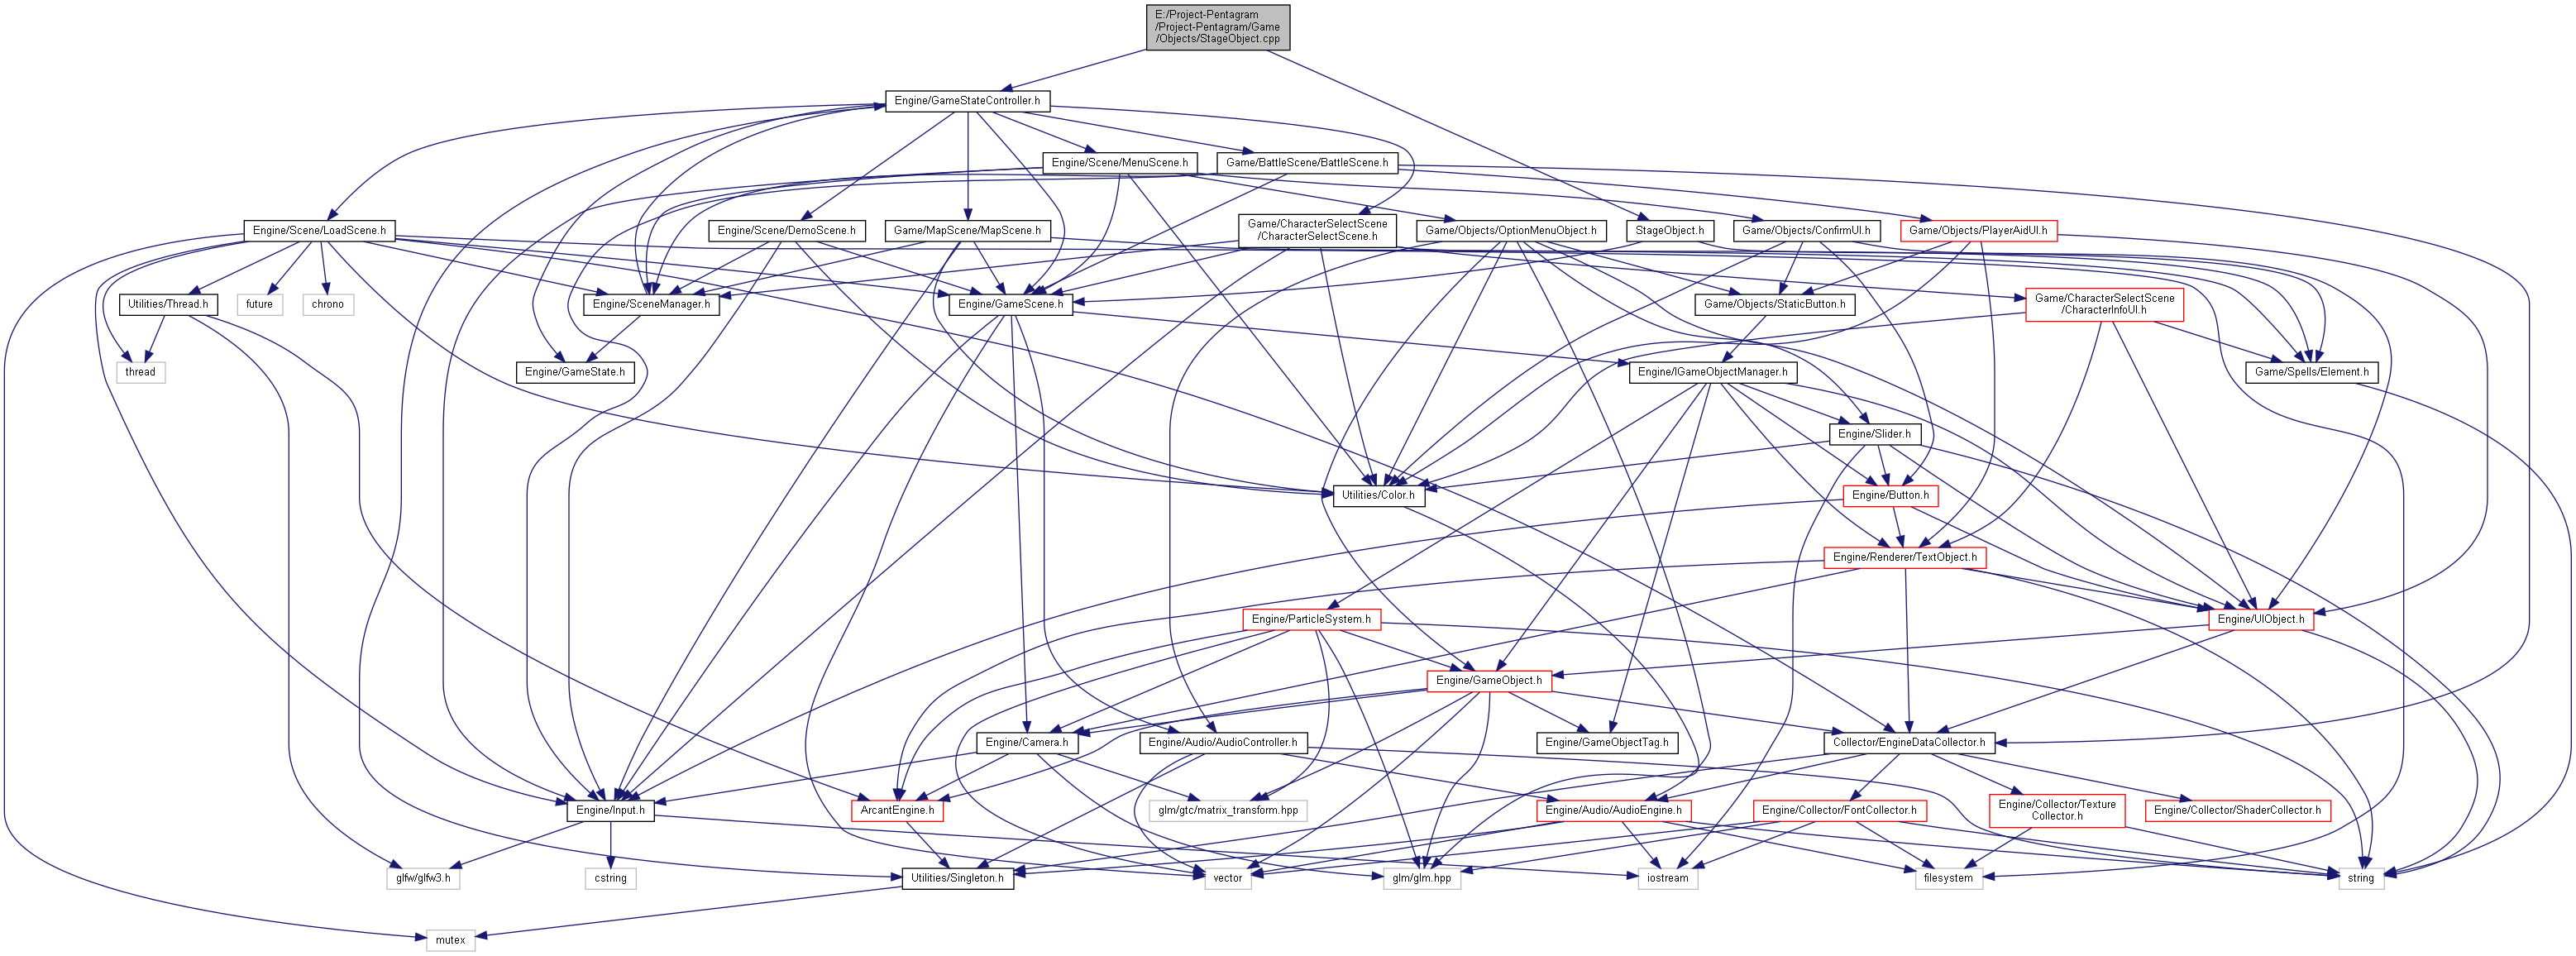 E:/Project-Pentagram
/Project-Pentagram/Game
/Objects/StageObject.cpp
Engine/GameStateController.h
Engine/Scene/MenuScene.h
Game/BattleScene/BattleScene.h
Engine/Scene/LoadScene.h
Engine/Scene/DemoScene.h
Game/MapScene/MapScene.h
Game/CharacterSelectScene
/CharacterSelectScene.h
Game/Objects/OptionMenuObject.h
StageObject.h
Game/Objects/ConfirmUI.h
Game/Objects/PlayerAidUI.h
Utilities/Thread.h
future
chrono
Engine/SceneManager.h
Engine/GameScene.h
Game/Objects/StaticButton.h
Game/CharacterSelectScene
/CharacterInfoUI.h
thread
Engine/GameState.h
Engine/IGameObjectManager.h
Game/Spells/Element.h
Engine/Slider.h
Utilities/Color.h
Engine/Button.h
Engine/Renderer/TextObject.h
Engine/ParticleSystem.h
Engine/UIObject.h
Engine/GameObject.h
Engine/Camera.h
Engine/Audio/AudioController.h
Engine/GameObjectTag.h
Collector/EngineDataCollector.h
Engine/Input.h
ArcantEngine.h
glm/gtc/matrix_transform.hpp
Engine/Audio/AudioEngine.h
Engine/Collector/FontCollector.h
Engine/Collector/Texture
Collector.h
Engine/Collector/ShaderCollector.h
glfw/glfw3.h
cstring
Utilities/Singleton.h
vector
glm/glm.hpp
iostream
filesystem
string
mutex